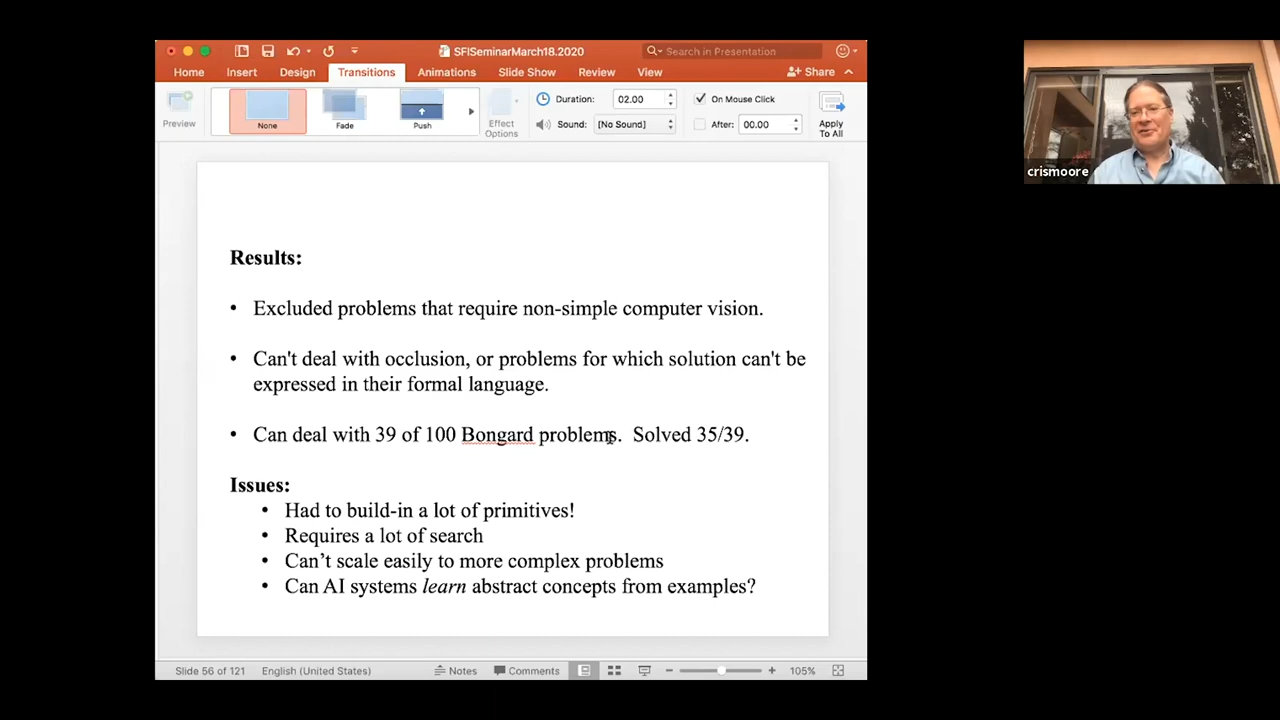 SFISeminarMarch18.2020
Search in Presentation
Home Insert Design Transitions Animations Slide Show Review View Share
Preview
None
Fade
Push
Effect
Options
Duration: 02.00
Sound: [No Sound]
On Mouse Click
After: 00.00
Apply
To All
crismoore
Results:
• Excluded problems that require non-simple computer vision.
• Can't deal with occlusion, or problems for which solution can't be
expressed in their formal language.
• Can deal with 39 of 100 Bongard problems. Solved 35/39.
Issues:
• Had to build-in a lot of primitives!
• Requires a lot of search
• Can’t scale easily to more complex problems
• Can AI systems learn abstract concepts from examples?
Slide 56 of 121 English (United States) Notes Comments 105%